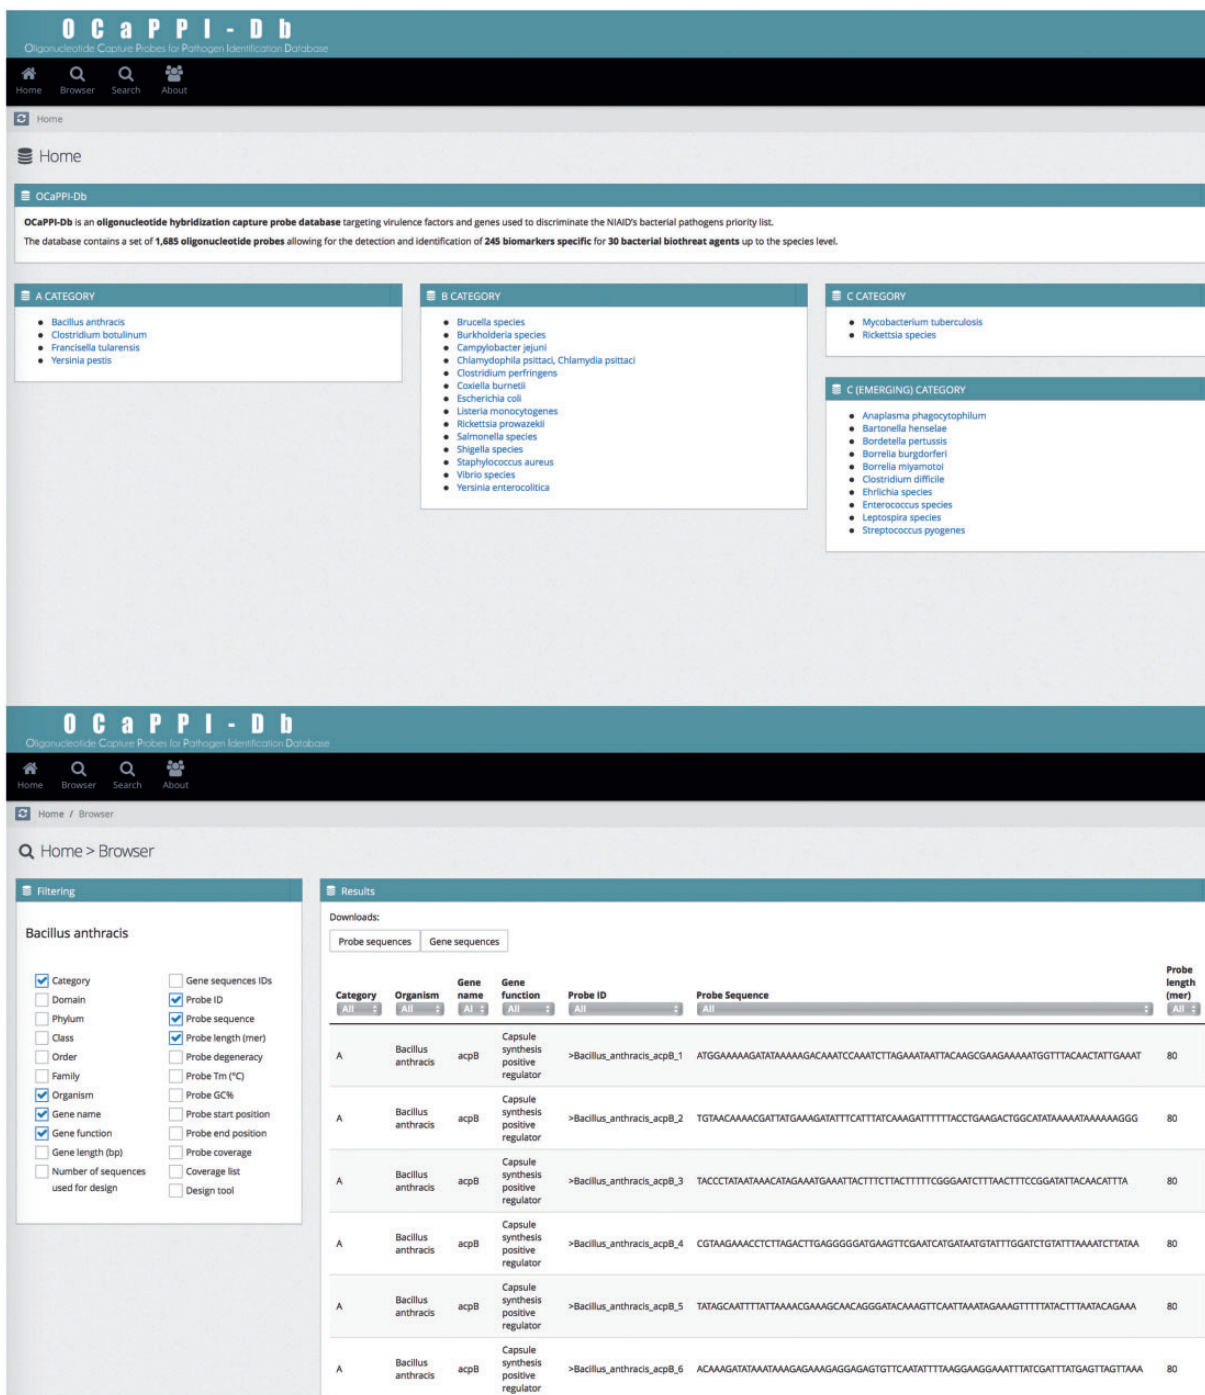 OCaPPI-Db
Oligonucleotide Capture Probes for Pathogen Identification Database
Home Browser Search About
Home
Home
OCaPPI-Db
OCaPPI-Db is an oligonucleotide hybridization capture probe database targeting virulence factors and genes used to discriminate the NIAID's bacterial pathogens priority list.
The database contains a set of 1,685 oligonucleotide probes allowing for the detection and identification of 245 biomarkers specific for 30 bacterial biothreat agents up to the species level.
A CATEGORY
Bacillus anthracis
Clostridium botulinum
Francisella tularensis
Yersinia pestis
B CATEGORY
Brucella species
Burkholderia species
Campylobacter jejuni
Chlamydophila psittaci, Chlamydia psittaci
Clostridium perfringens
Coxiella burnetii
Escherichia coli
Listeria monocytogenes
Rickettsia prowazekii
Salmonella species
Shigella species
Staphylococcus aureus
Vibrio species
Yersinia enterocolitica
C CATEGORY
Mycobacterium tuberculosis
Rickettsia species
C (EMERGING) CATEGORY
Anaplasma phagocytophilum
Bartonella henselae
Bordetella pertussis
Borrelia burgdorferi
Borrelia miyamotoi
Clostridium difficile
Ehrlichia species
Enterococcus species
Leptospira species
Streptococcus pyogenes
OCaPPI-Db
Oligonucleotide Capture Probes for Pathogen Identification Database
Home Browser Search About
Home / Browser
Home > Browser
Filtering
Bacillus anthracis
Category
Domain
Phylum
Class
Order
Family
Organism
Gene name
Gene function
Gene length (bp)
Number of sequences
used for design
Gene sequences IDs
Probe ID
Probe sequence
Probe length (mer)
Probe degeneracy
Probe Tm (°C)
Probe GC%
Probe start position
Probe end position
Probe coverage
Coverage list
Design tool
Results
Downloads:
Probe sequences Gene sequences
Category Organism Gene name Gene function Probe ID Probe Sequence Probe length (mer)
All All Al All All All All
A Bacillus anthracis acpB Capsule synthesis positive regulator >Bacillus_anthracis_acpB_1 ATGGAAAAAGATATAAAAAGACAAATCCAAATCTTAGAAATAATTACAAGCGAAGAAAAATGGTTTACAACTATTGAAAT 80
A Bacillus anthracis acpB Capsule synthesis positive regulator >Bacillus_anthracis_acpB_2 TGTAACAAAACGATTATGAAAGATATTTCATTTATCAAAGATTTTTTACCTGAAGACTGGCATATAAAAATAAAAAAGGG 80
A Bacillus anthracis acpB Capsule synthesis positive regulator >Bacillus_anthracis_acpB_3 TACCCTATAATAAACATAGAAATGAAATTACTTTCTTACTTTTTCGGGAATCTTTAACTTTCCGGATATTACAACATTTA 80
A Bacillus anthracis acpB Capsule synthesis positive regulator >Bacillus_anthracis_acpB_4 CGTAAGAAACCTCTTAGACTTGAGGGGGATGAAGTTCGAATCATGATAATGTATTTGGATCTGTATTTAAAATCTTATAA 80
A Bacillus anthracis acpB Capsule synthesis positive regulator >Bacillus_anthracis_acpB_5 TATAGCAATTTTATTAAAACGAAAGCAACAGGGATACAAAGTTCAATTAAATAGAAAGTTTTTATACTTTAATACAGAAA 80
A Bacillus anthracis acpB Capsule synthesis positive regulator >Bacillus_anthracis_acpB_6 ACAAAGATATAAATAAAGAGAAAGAGGAGAGTGTTCAATATTTTAAGGAAGGAAATTTATCGATTTATGAGTTAGTTAAA 80